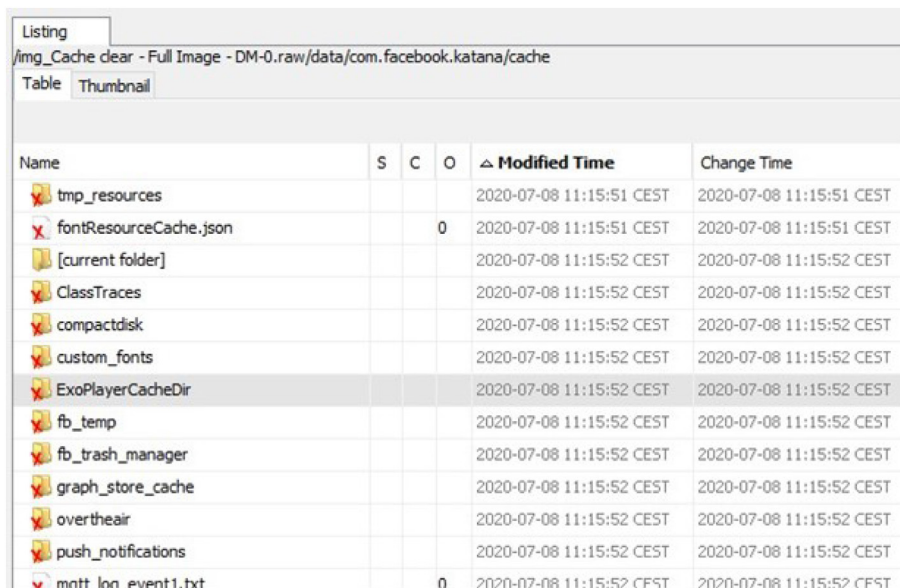 Listing
/img_Cache clear - Full Image - DM-0.raw/data/com.facebook.katana/cache
Table Thumbnail
Name S C O △ Modified Time Change Time
tmp_resources 2020-07-08 11:15:51 CEST 2020-07-08 11:15:51 CEST
fontResourceCache.json 0 2020-07-08 11:15:51 CEST 2020-07-08 11:15:51 CEST
[current folder] 2020-07-08 11:15:52 CEST 2020-07-08 11:15:52 CEST
ClassTraces 2020-07-08 11:15:52 CEST 2020-07-08 11:15:52 CEST
compactdisk 2020-07-08 11:15:52 CEST 2020-07-08 11:15:52 CEST
custom_fonts 2020-07-08 11:15:52 CEST 2020-07-08 11:15:52 CEST
ExoPlayerCacheDir 2020-07-08 11:15:52 CEST 2020-07-08 11:15:52 CEST
fb_temp 2020-07-08 11:15:52 CEST 2020-07-08 11:15:52 CEST
fb_trash_manager 2020-07-08 11:15:52 CEST 2020-07-08 11:15:52 CEST
graph_store_cache 2020-07-08 11:15:52 CEST 2020-07-08 11:15:52 CEST
overtheair 2020-07-08 11:15:52 CEST 2020-07-08 11:15:52 CEST
push_notifications 2020-07-08 11:15:52 CEST 2020-07-08 11:15:52 CEST
mqtt_log_event1.txt 0 2020-07-08 11:15:52 CEST 2020-07-08 11:15:52 CEST